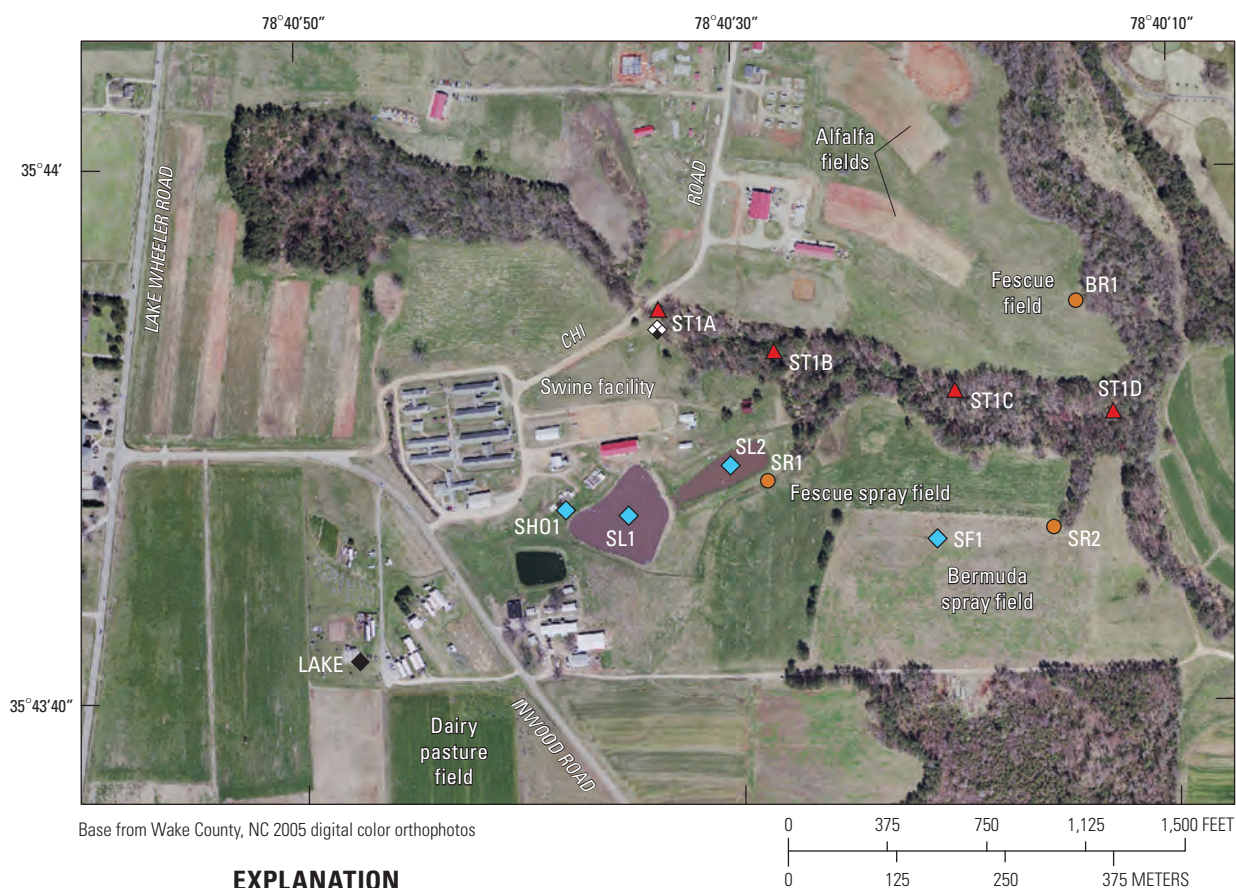 78°40′50″
78°40′30″
78°40′10″
35°44′
LAKE WHEELER ROAD
ROAD
CHI
Alfalfa
fields
Fescue
field
BR1
ST1A
ST1B
ST1C
ST1D
Swine facility
SL2
SR1
Fescue spray field
SHO1
SL1
SF1
SR2
Bermuda
spray field
LAKE
35°43′40″
Dairy
pasture
field
INWOOD ROAD
Base from Wake County, NC 2005 digital color orthophotos
0 375 750 1,125 1,500 FEET
0 125 250 375 METERS
EXPLANATION